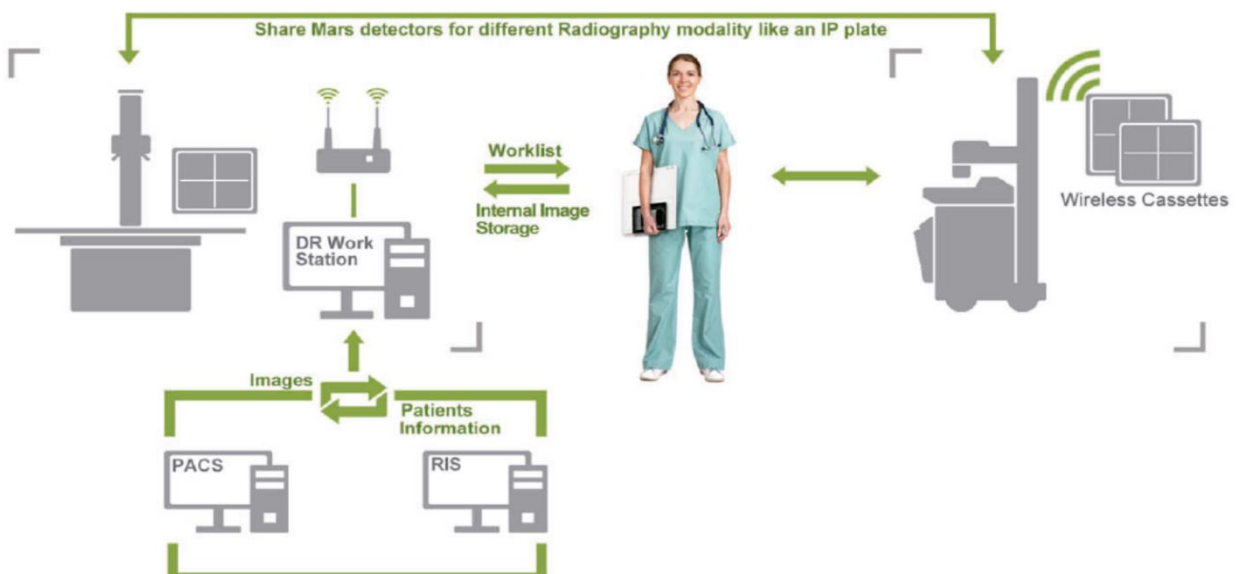 Share Mars detectors for different Radiography modality like an IP plate
Worklist
Internal Image
Storage
Wireless Cassettes
DR Work
Station
Images
Patients
Information
PACS
RIS